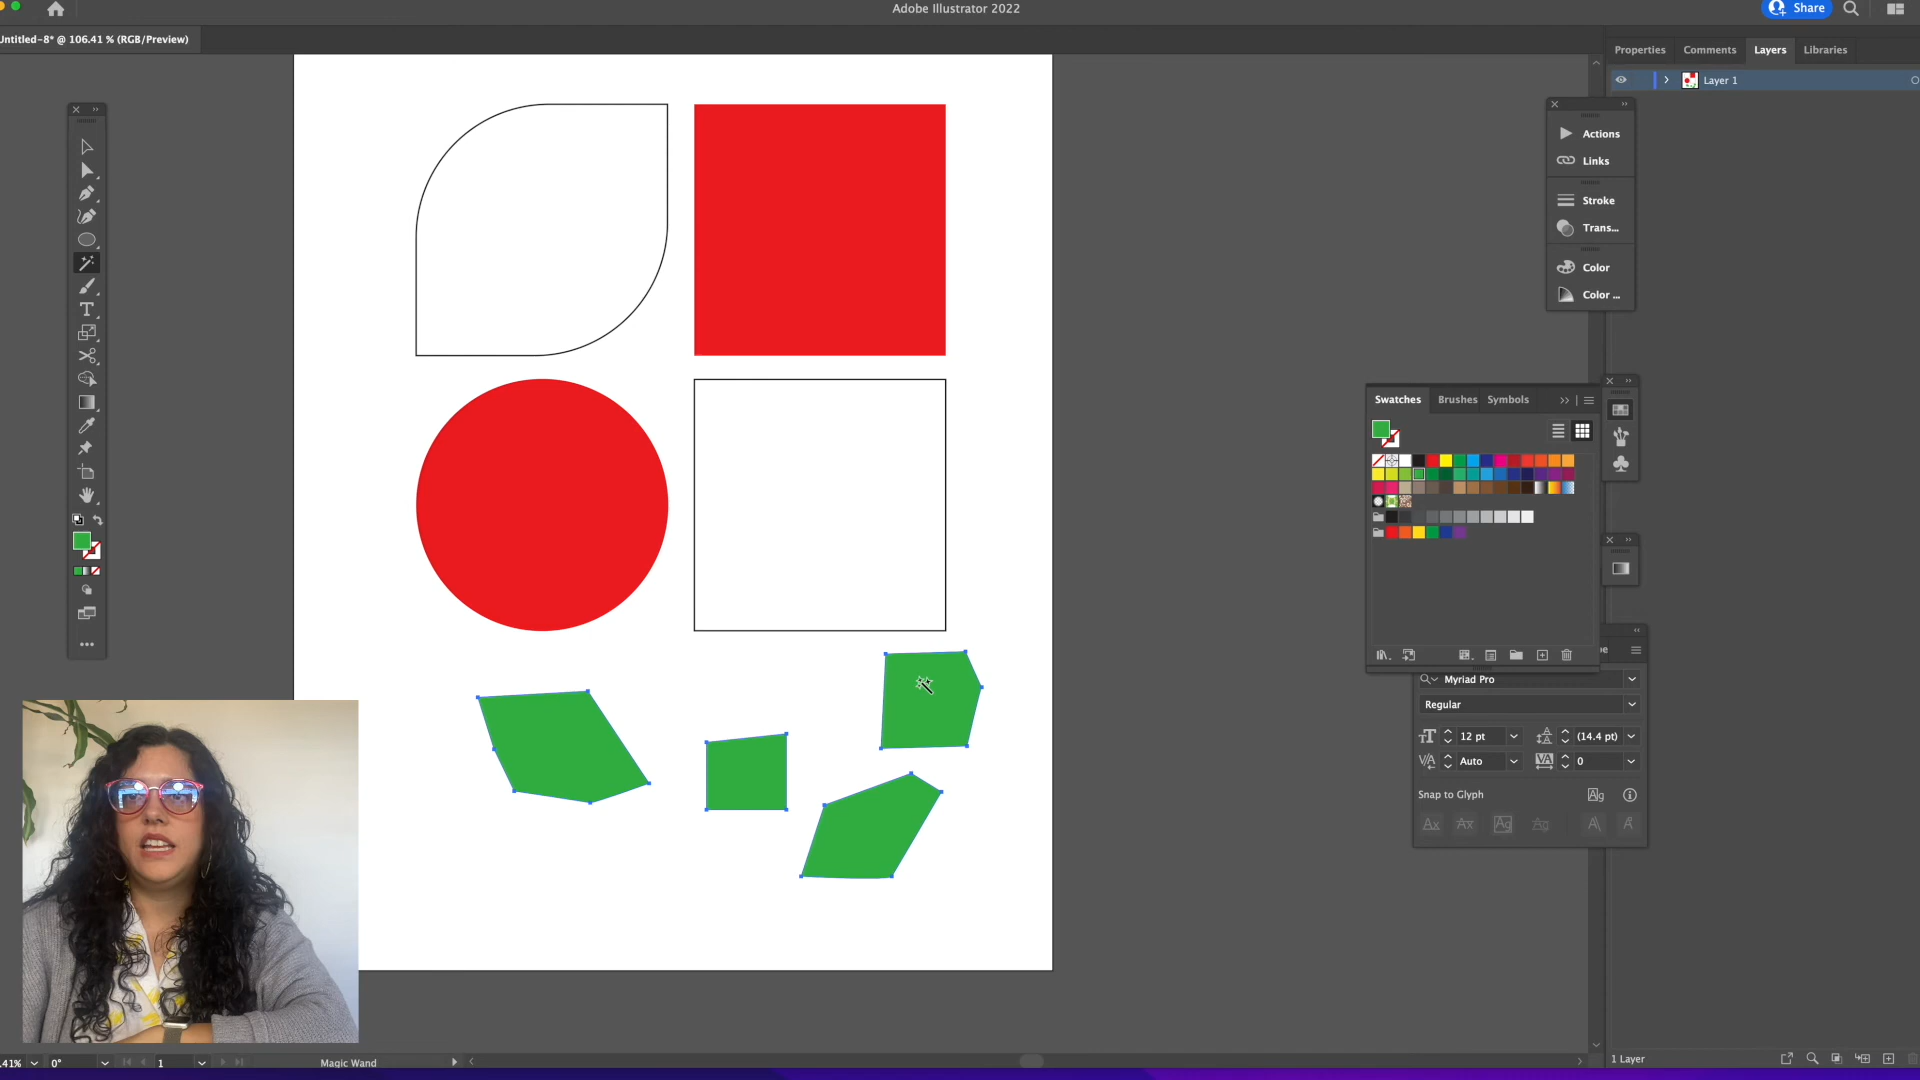 Adobe Illustrator 2022
Share
Untitled-8* @ 106.41 % (RGB/Preview)
Properties
Comments
Layers
Libraries
Layer 1
Actions
Links
Stroke
Trans...
Color
Color ...
Swatches
Brushes
Symbols
Myriad Pro
Regular
12 pt
(14.4 pt)
Auto
0
Snap to Glyph
.41%
0°
1
Magic Wand
1 Layer